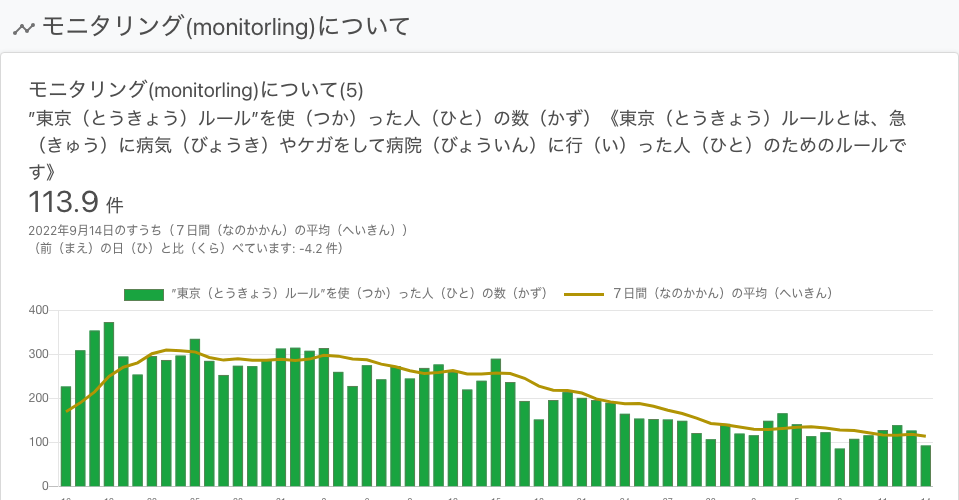 モニタリング(monitorling)について
モニタリング(monitorling)について(5)
”東京（とうきょう）ルール”を使（つか）った人（ひと）の数（かず）《東京（とうきょう）ルールとは、急
（きゅう）に病気（びょうき）やケガをして病院（びょういん）に行（い）った人（ひと）のためのルールで
す》
113.9 件
2022年9月14日のすうち（７日間（なのかかん）の平均（へいきん））
（前（まえ）の日（ひ）と比（くら）べています: -4.2 件）
”東京（とうきょう）ルール”を使（つか）った人（ひと）の数（かず）
７日間（なのかかん）の平均（へいきん）
400
300
200
100
0